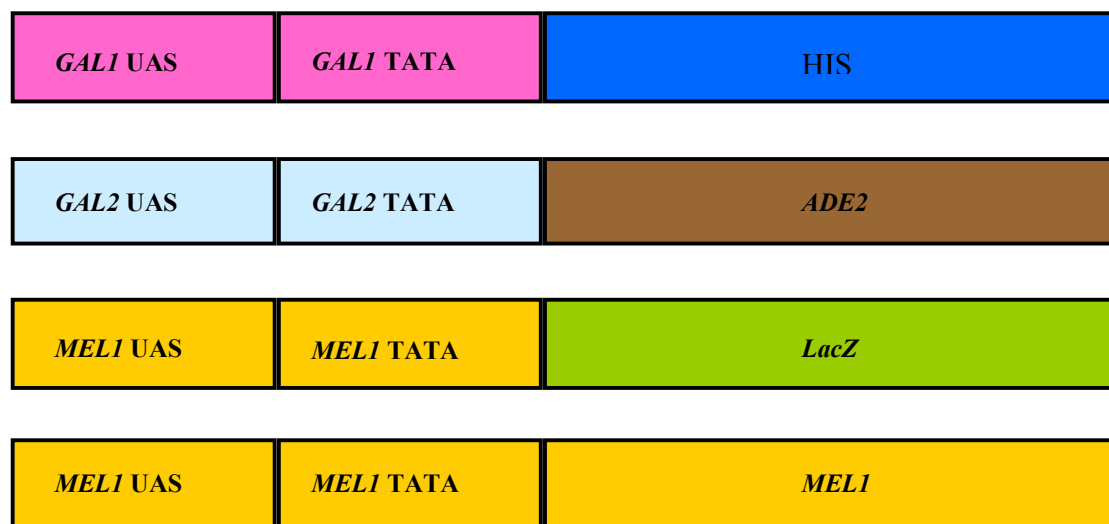 GAL1 UAS GAL1 TATA HIS
GAL2 UAS GAL2 TATA ADE2
MEL1 UAS MEL1 TATA LacZ
MEL1 UAS MEL1 TATA MEL1